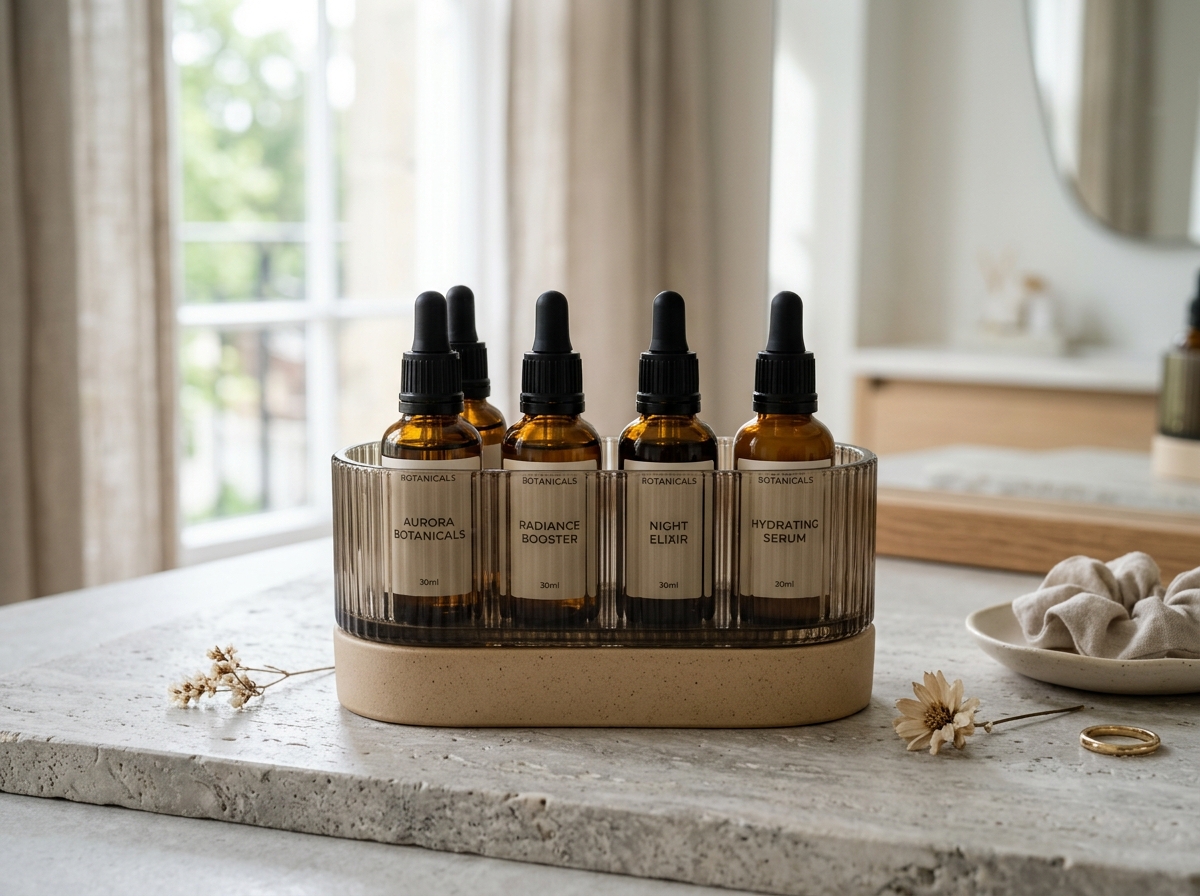 BOTANICALS
AURORA
BOTANICALS
30ml
BOTANICALS
RADIANCE
BOOSTER
30ml
BOTANICALS
NIGHT
ELIXIR
30ml
BOTANICALS
HYDRATING
SERUM
20ml